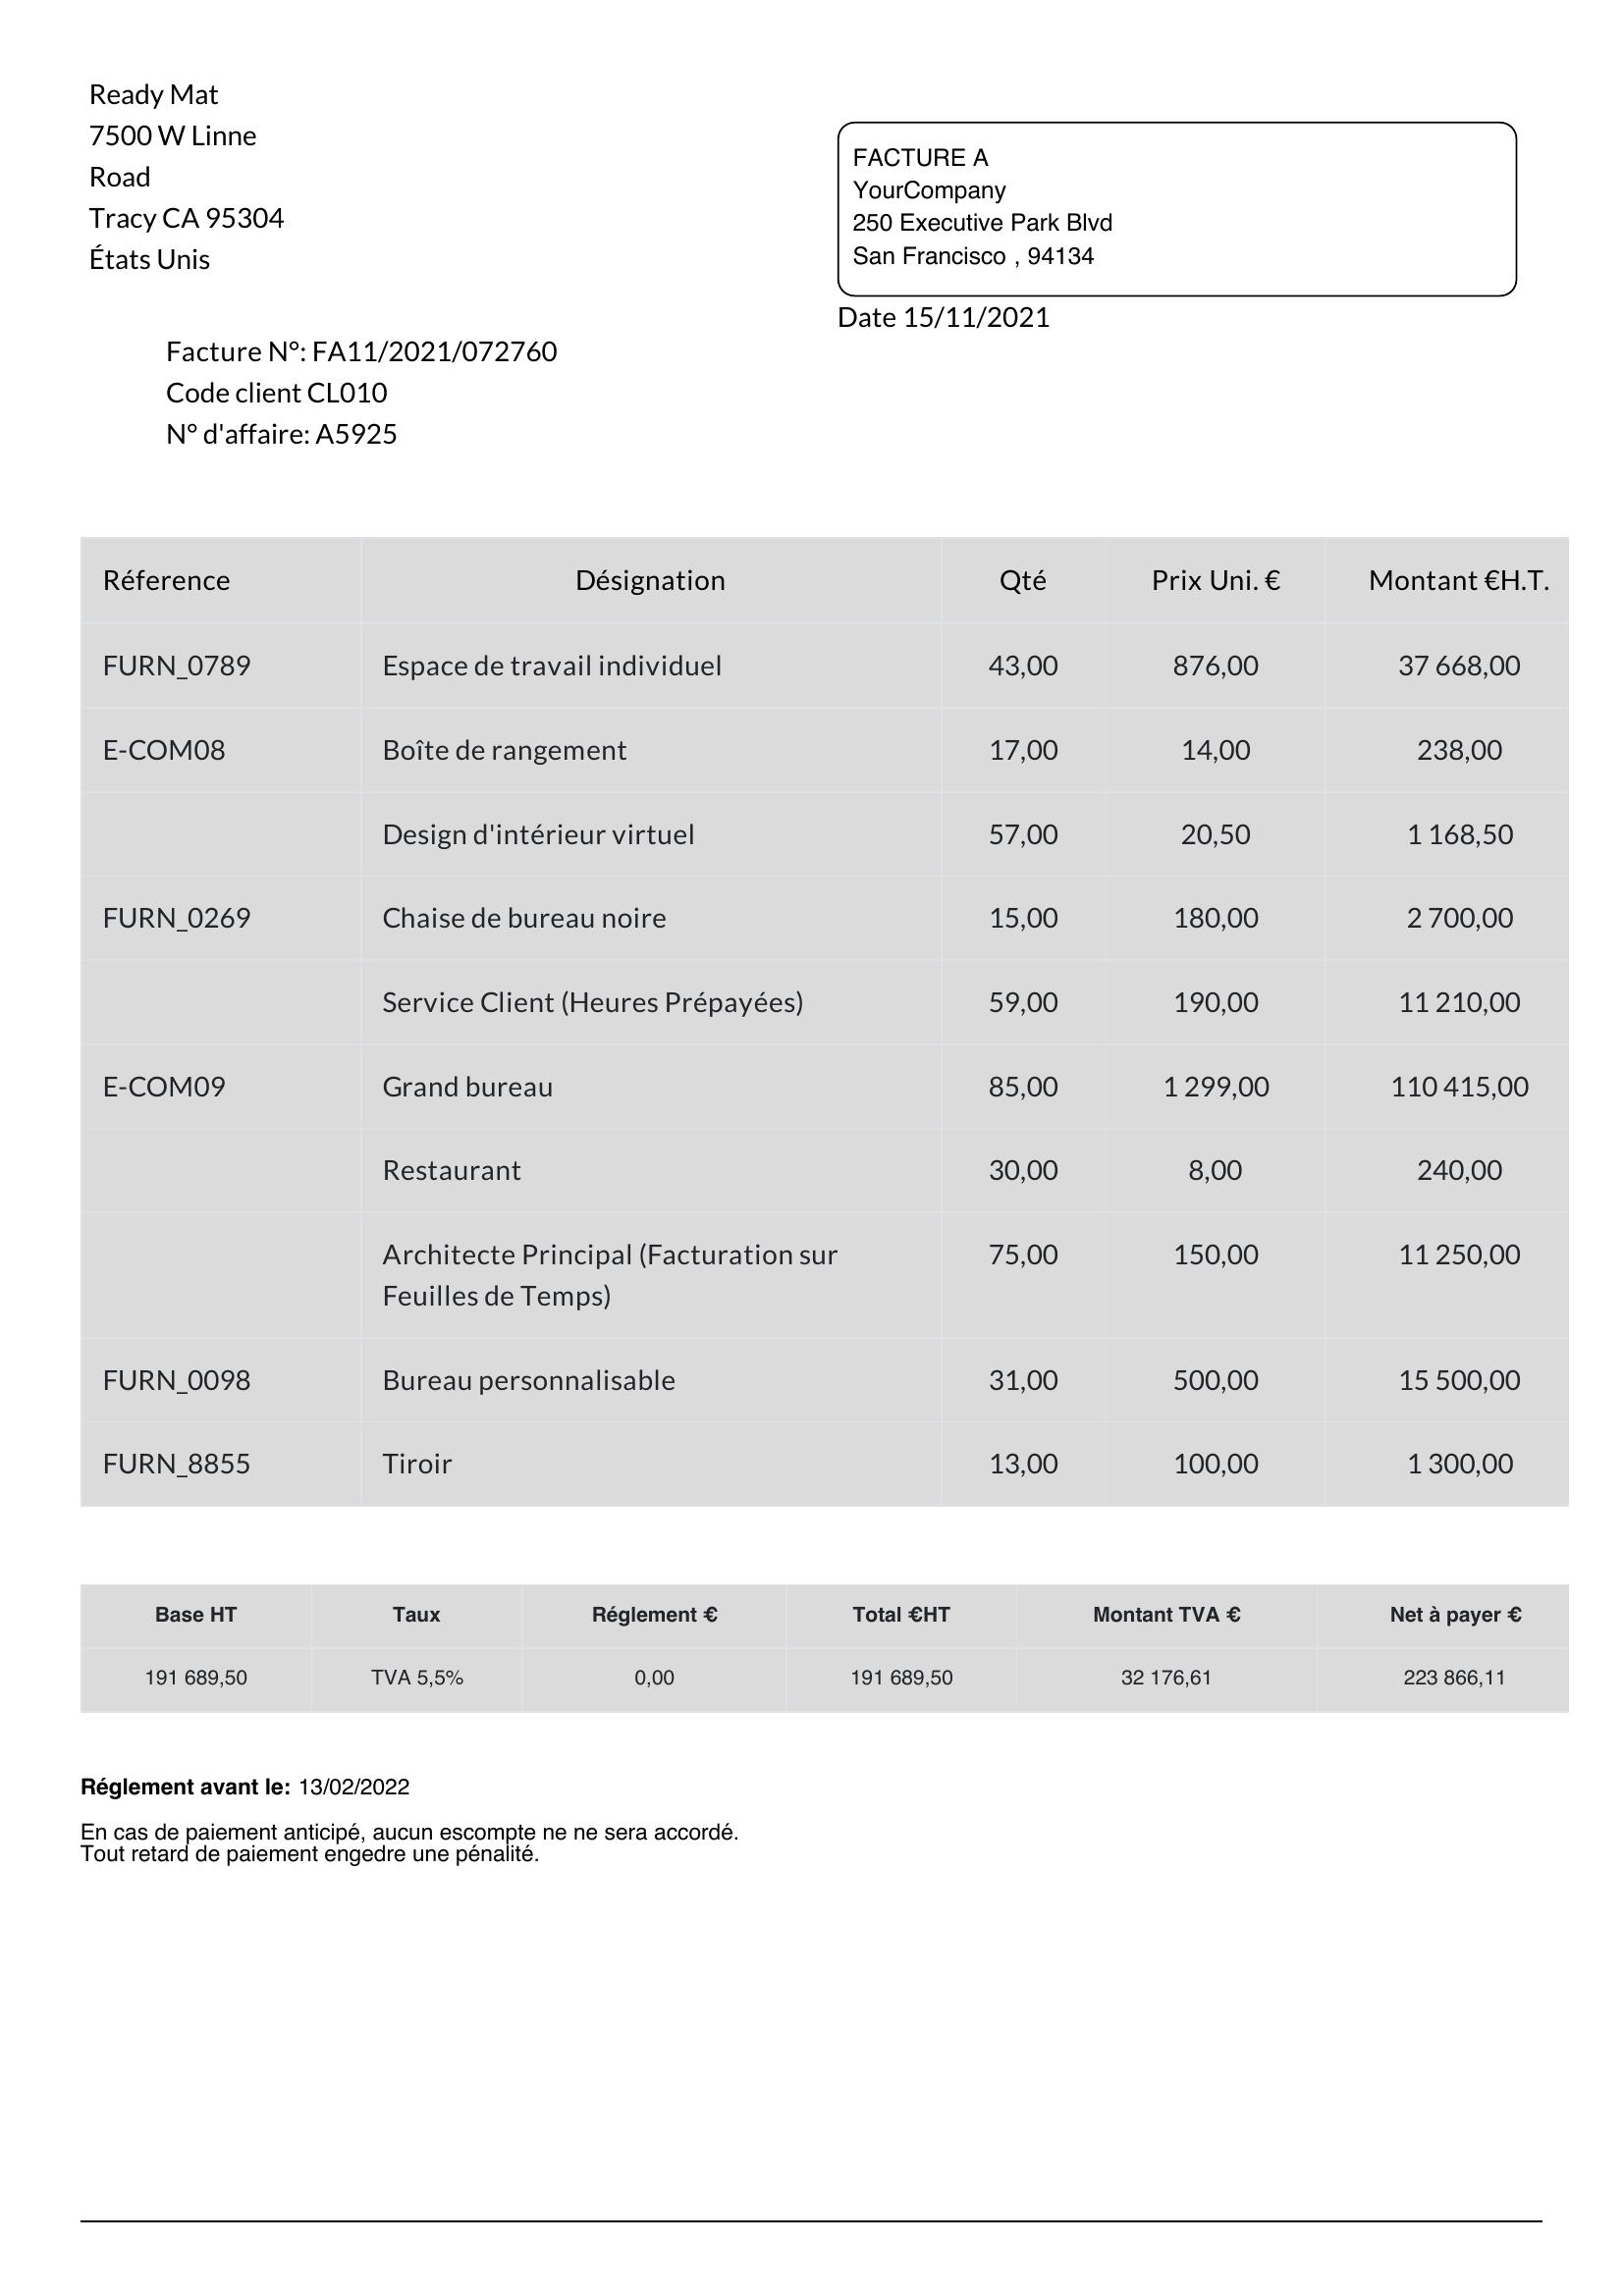 Ready Mat
7500 W Linne
Road
Tracy CA 95304
États Unis
FACTURE A
YourCompany
250 Executive Park Blvd
San Francisco , 94134
Date 15/11/2021
Facture N°: FA11/2021/072760
Code client CL010
N° d'affaire: A5925
Réference Désignation Qté Prix Uni. € Montant €H.T.
FURN_0789 Espace de travail individuel 43,00 876,00 37 668,00
E-COM08 Boîte de rangement 17,00 14,00 238,00
Design d'intérieur virtuel 57,00 20,50 1 168,50
FURN_0269 Chaise de bureau noire 15,00 180,00 2 700,00
Service Client (Heures Prépayées) 59,00 190,00 11 210,00
E-COM09 Grand bureau 85,00 1 299,00 110 415,00
Restaurant 30,00 8,00 240,00
Architecte Principal (Facturation sur 75,00 150,00 11 250,00
Feuilles de Temps)
FURN_0098 Bureau personnalisable 31,00 500,00 15 500,00
FURN_8855 Tiroir 13,00 100,00 1 300,00
Base HT Taux Réglement € Total €HT Montant TVA € Net à payer €
191 689,50 TVA 5,5% 0,00 191 689,50 32 176,61 223 866,11
Réglement avant le: 13/02/2022
En cas de paiement anticipé, aucun escompte ne ne sera accordé.
Tout retard de paiement engedre une pénalité.